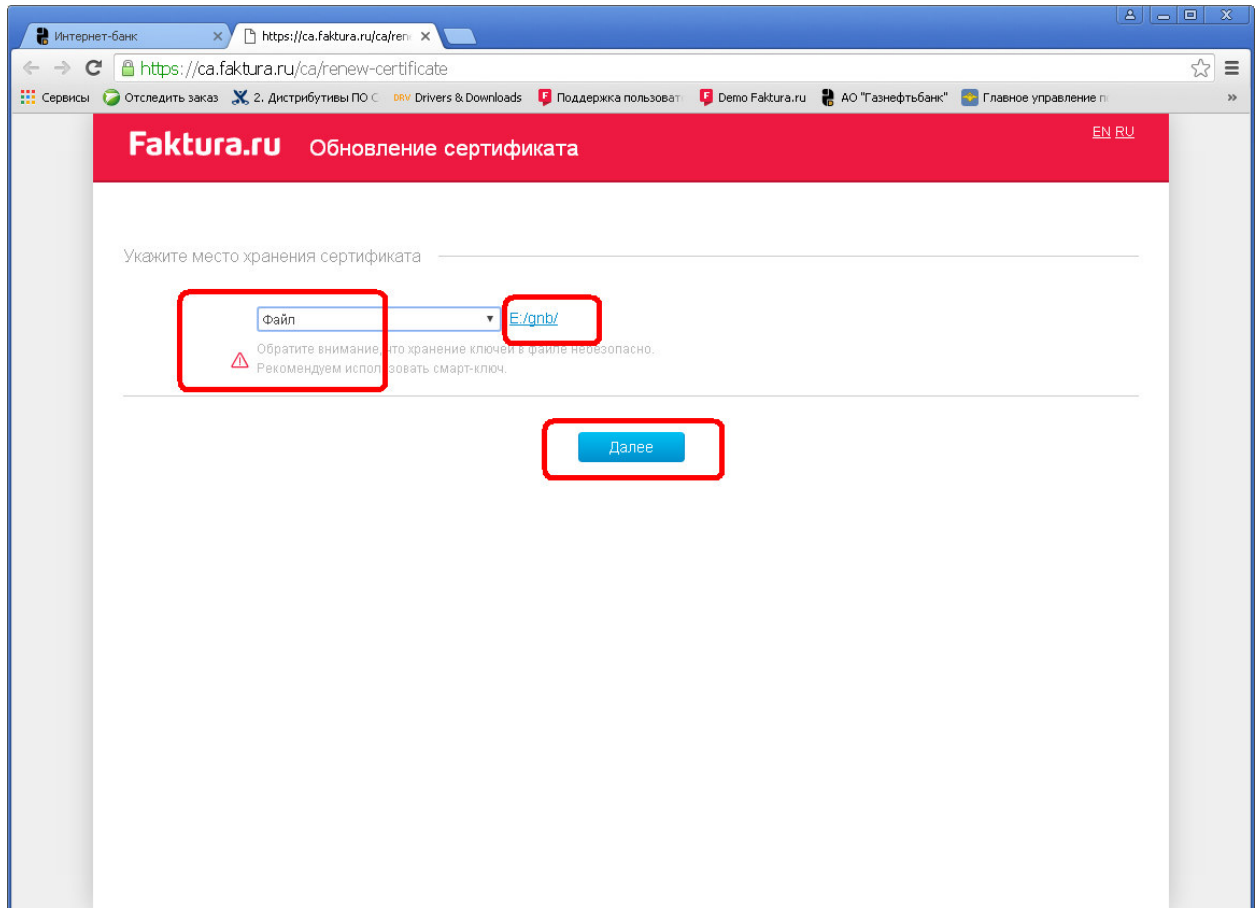 Интернет-банк
https://ca.faktura.ru/ca/ren
https://ca.faktura.ru/ca/renew-certificate
Сервисы Отследить заказ 2. Дистрибутивы ПО С DRV Drivers & Downloads Поддержка пользоват Demo Faktura.ru АО "Газнефтьбанк" Главное управление п »
Faktura.ru Обновление сертификата EN RU
Укажите место хранения сертификата
Файл E:/gnb/
Обратите внимание, что хранение ключей в файле небезопасно.
Рекомендуем использовать смарт-ключ.
Далее